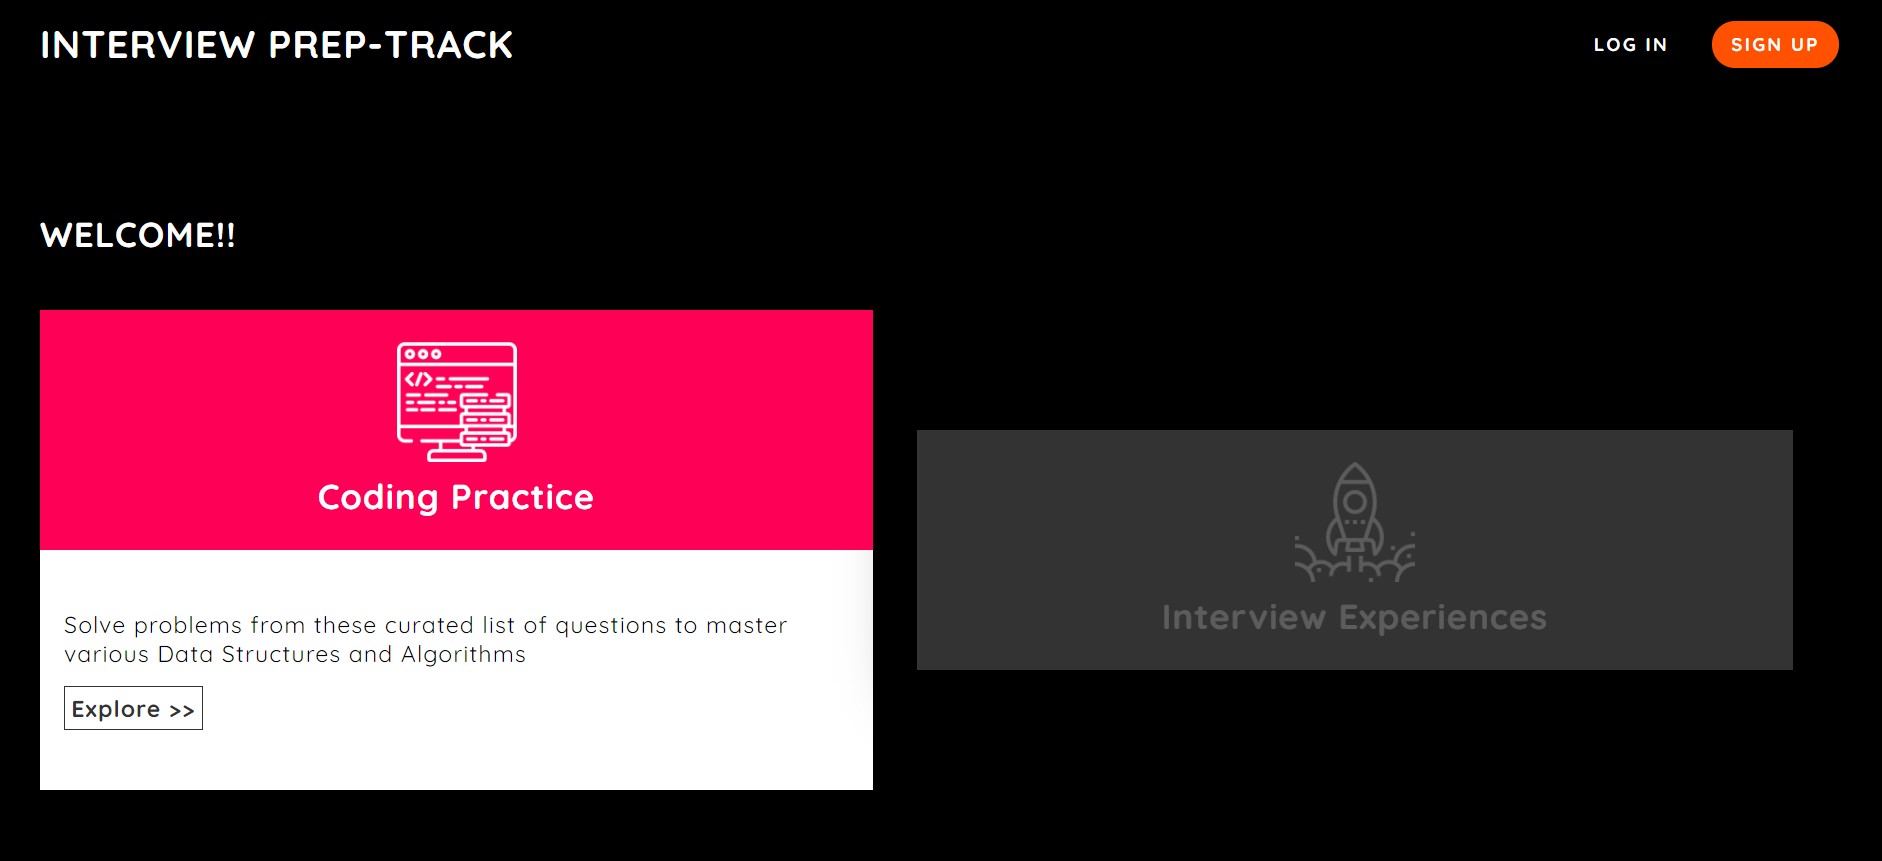 INTERVIEW PREP-TRACK
LOG IN
SIGN UP
WELCOME!!
</>
Coding Practice
Solve problems from these curated list of questions to master
various Data Structures and Algorithms
Explore >>
Interview Experiences